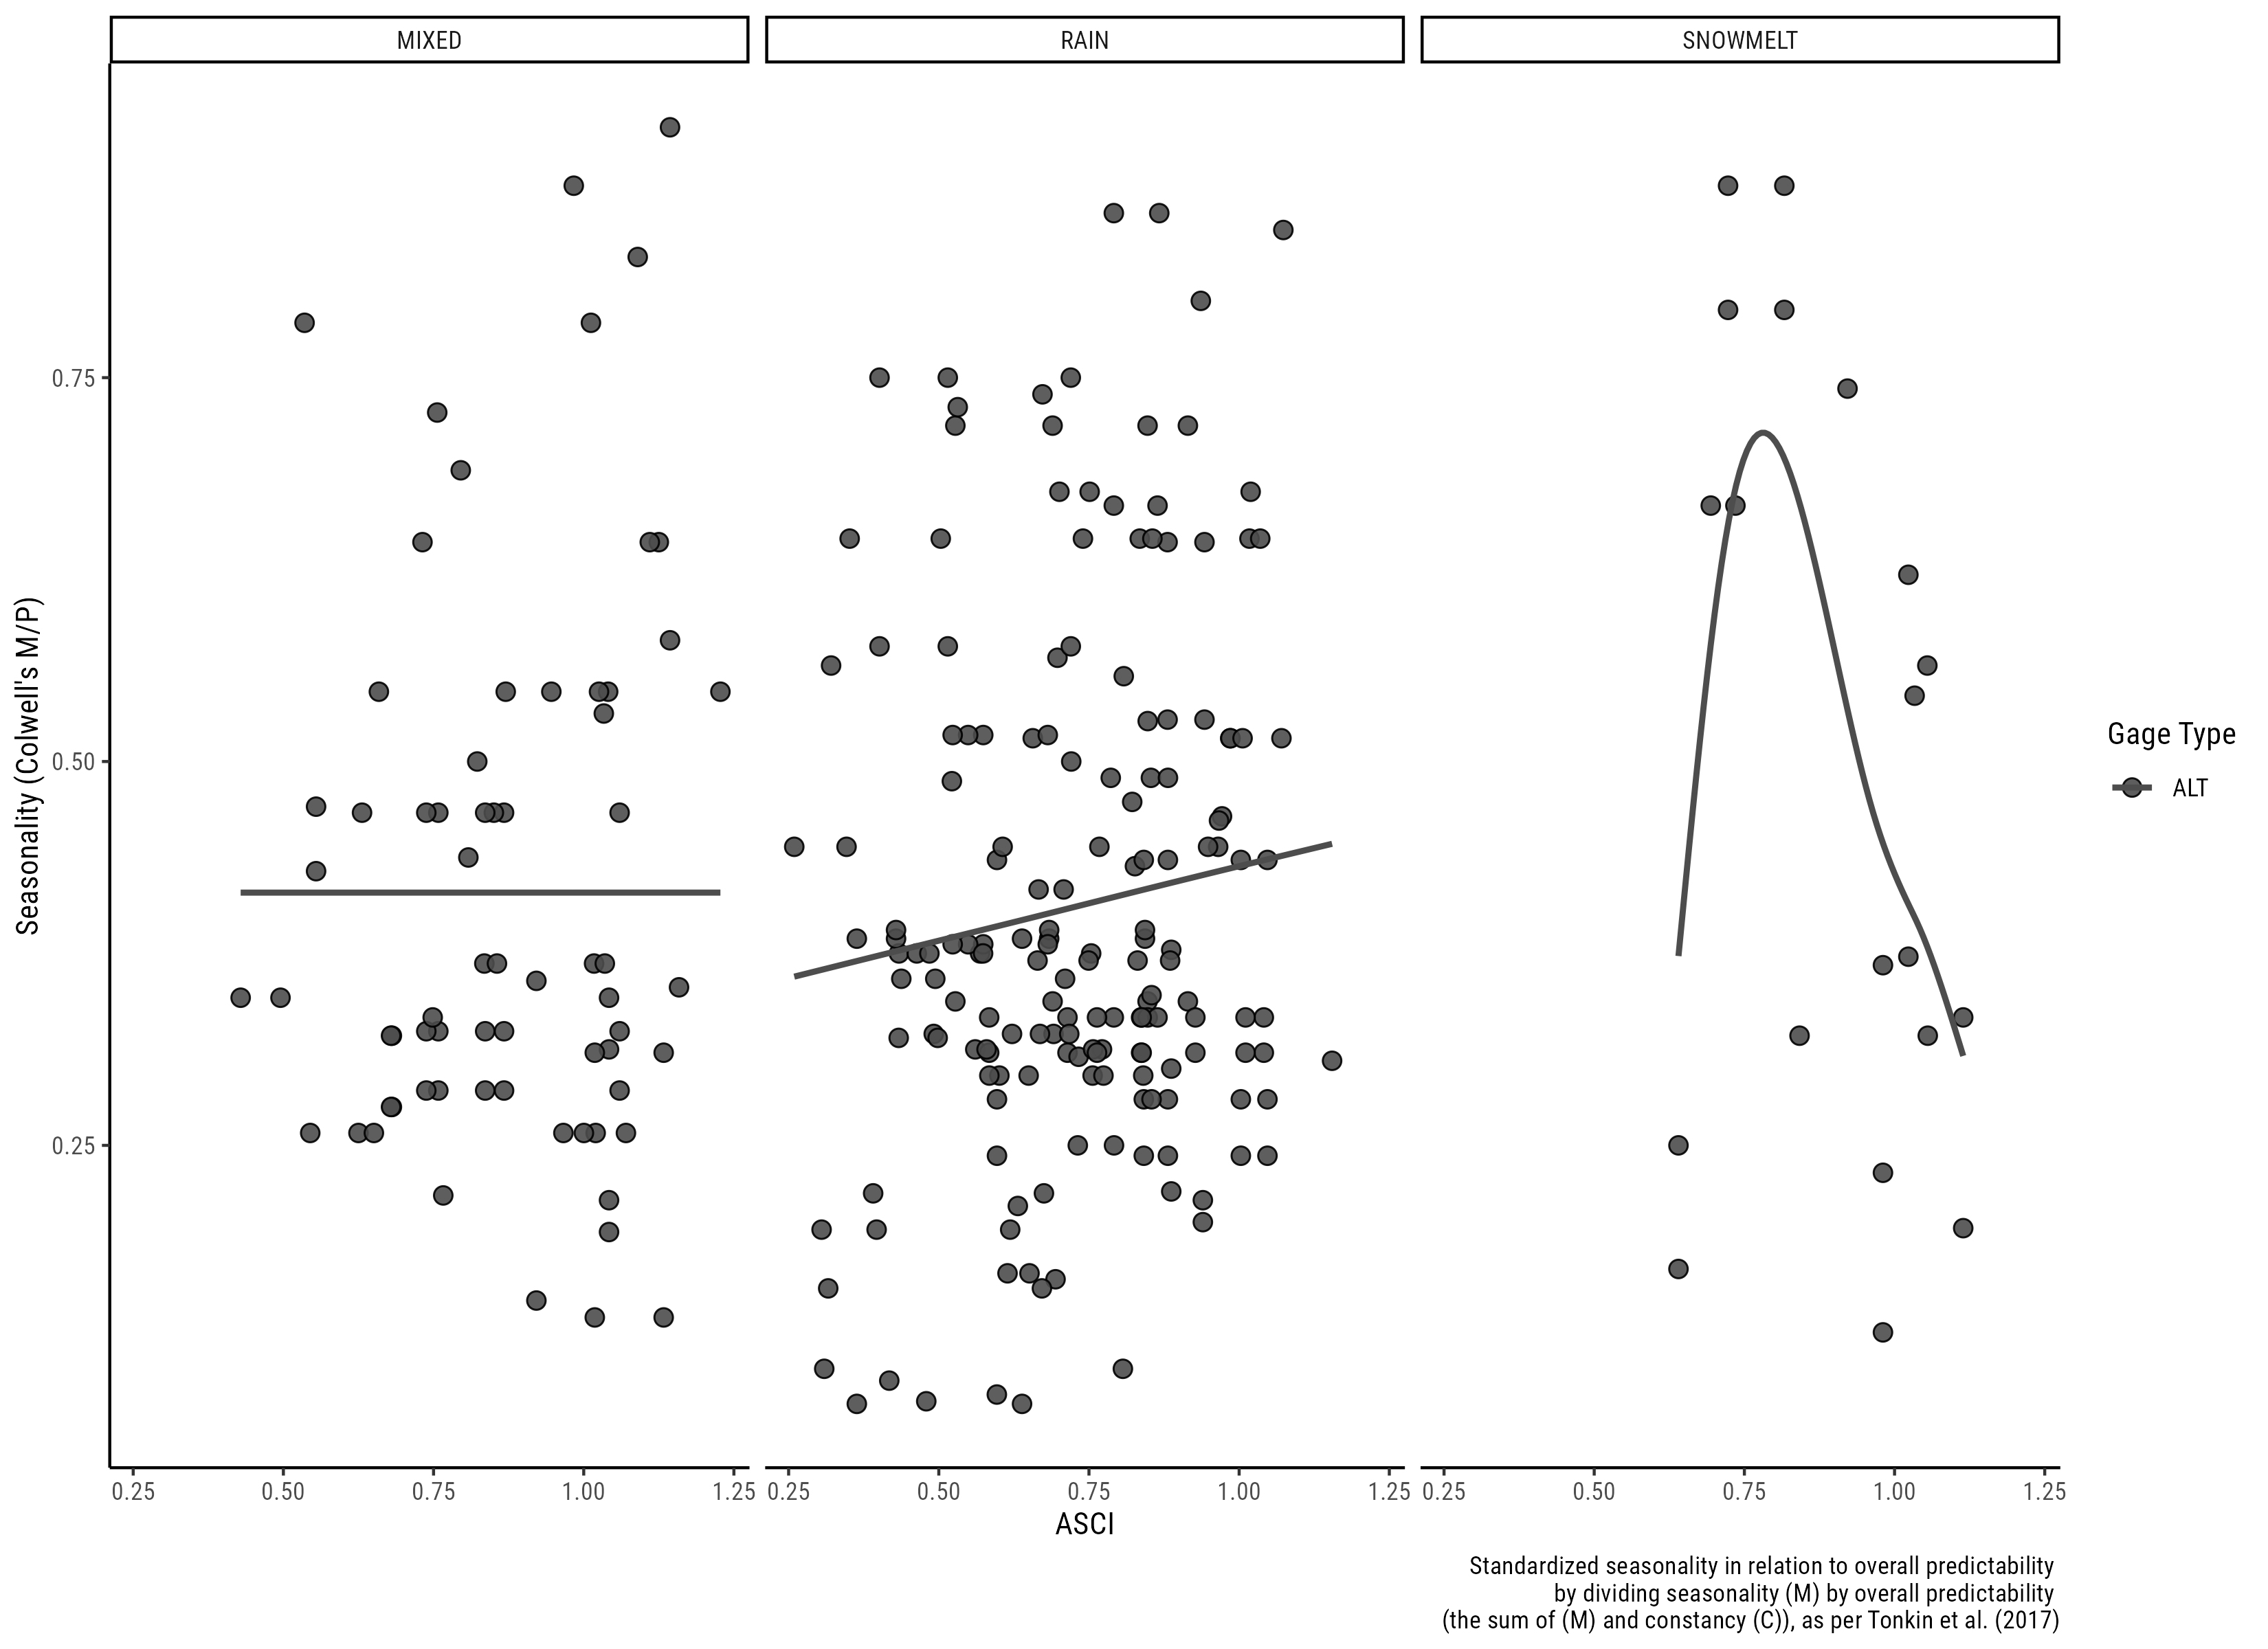 MIXED
RAIN
SNOWMELT
Seasonality (Colwell's M/P)
0.75
0.50
0.25
0.25 0.50 0.75 1.00 1.25
0.25 0.50 0.75 1.00 1.25
0.25 0.50 0.75 1.00 1.25
ASCI
Gage Type
ALT
Standardized seasonality in relation to overall predictability
by dividing seasonality (M) by overall predictability
(the sum of (M) and constancy (C)), as per Tonkin et al. (2017)